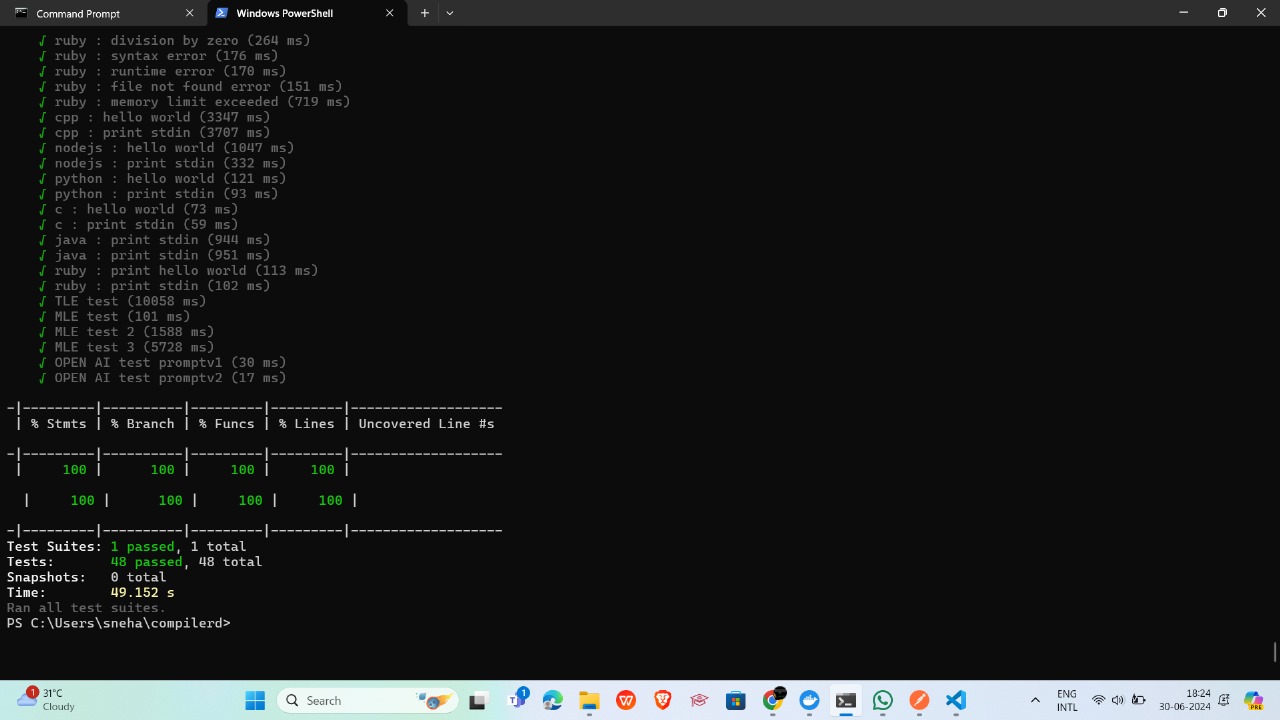 Command Prompt
Windows PowerShell
√ ruby : division by zero (264 ms)
√ ruby : syntax error (176 ms)
√ ruby : runtime error (170 ms)
√ ruby : file not found error (151 ms)
√ ruby : memory limit exceeded (719 ms)
√ cpp : hello world (3347 ms)
√ cpp : print stdin (3707 ms)
√ nodejs : hello world (1047 ms)
√ nodejs : print stdin (332 ms)
√ python : hello world (121 ms)
√ python : print stdin (93 ms)
√ c : hello world (73 ms)
√ c : print stdin (59 ms)
√ java : print stdin (944 ms)
√ java : print stdin (951 ms)
√ ruby : print hello world (113 ms)
√ ruby : print stdin (102 ms)
√ TLE test (10058 ms)
√ MLE test (101 ms)
√ MLE test 2 (1588 ms)
√ MLE test 3 (5728 ms)
√ OPEN AI test promptv1 (30 ms)
√ OPEN AI test promptv2 (17 ms)
-|---------|----------|---------|---------|-------------------
| % Stmts | % Branch | % Funcs | % Lines | Uncovered Line #s
-|---------|----------|---------|---------|-------------------
| 100 | 100 | 100 | 100 |
| 100 | 100 | 100 | 100 |
-|---------|----------|---------|---------|-------------------
Test Suites: 1 passed, 1 total
Tests: 48 passed, 48 total
Snapshots: 0 total
Time: 49.152 s
Ran all test suites.
PS C:\Users\sneha\compilerd>
1
31°C
Cloudy
Search
1
ENG
INTL
18:24
30-06-2024
PRE